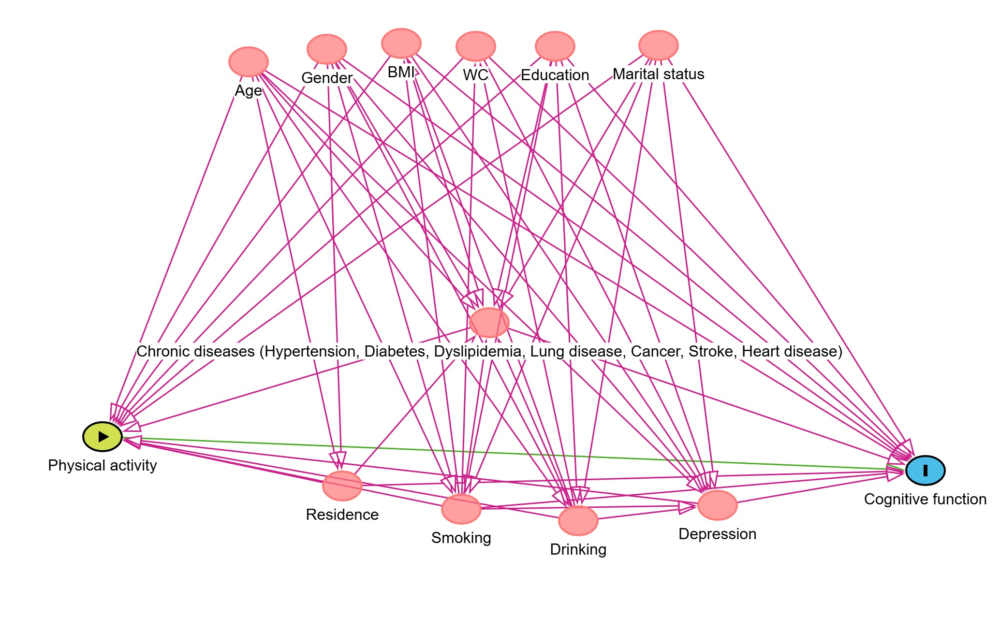 Age
Gender
BMI
WC
Education
Marital status
Chronic diseases (Hypertension, Diabetes, Dyslipidemia, Lung disease, Cancer, Stroke, Heart disease)
Physical activity
Residence
Smoking
Drinking
Depression
Cognitive function